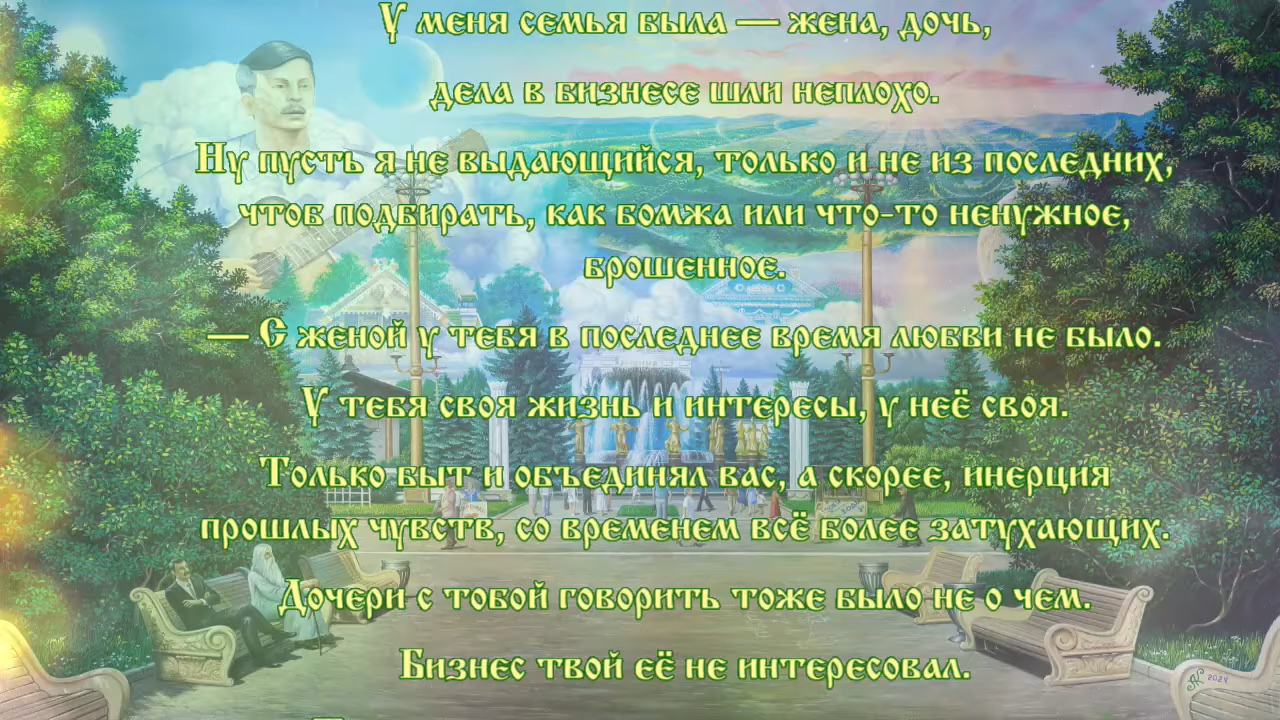 У меня семья была — жена, дочь,
дела в бизнесе шли неплохо.
Ну пусть я не выдающийся, только и не из последних,
чтоб подбирать, как бомжа или что-то ненужное,
брошенное.
— С женой у тебя в последнее время любви не было.
У тебя своя жизнь и интересы, у неё своя.
Только быт и объединял вас, а скорее, инерция
прошлых чувств, со временем всё более затухающих.
Дочери с тобой говорить тоже было не о чем.
Бизнес твой её не интересовал.
2024